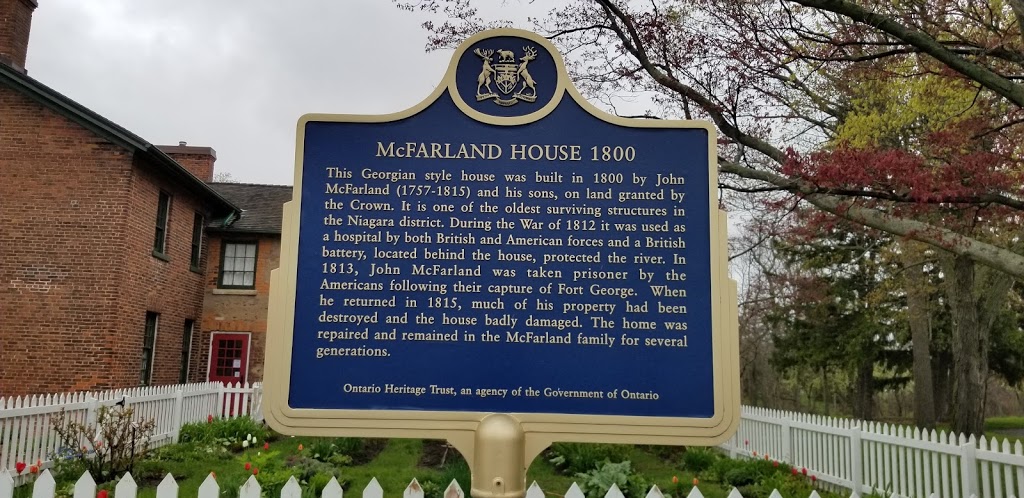 McFARLAND HOUSE 1800
This Georgian style house was built in 1800 by John
McFarland (1757-1815) and his sons, on land granted by
the Crown. It is one of the oldest surviving structures in
the Niagara district. During the War of 1812 it was used as
a hospital by both British and American forces and a British
battery, located behind the house, protected the river. In
1813, John McFarland was taken prisoner by the
Americans following their capture of Fort George. When
he returned in 1815, much of his property had been
destroyed and the house badly damaged. The home was
repaired and remained in the McFarland family for several
generations.
Ontario Heritage Trust, an agency of the Government of Ontario